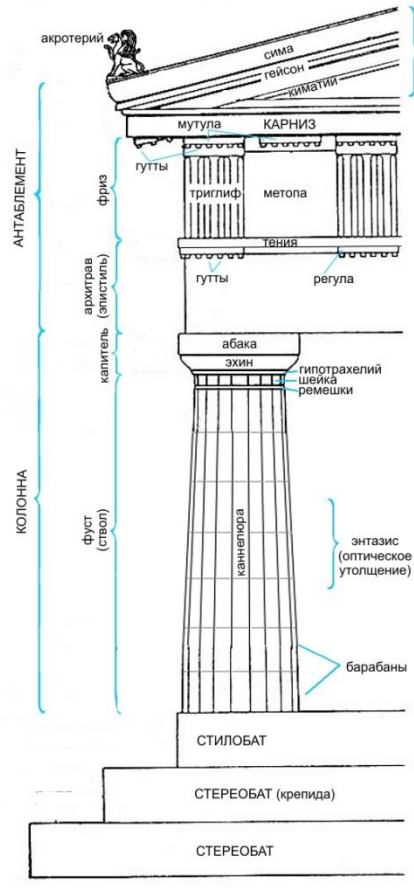 акротерий
сима
гейсон
киматий
мутула
КАРНИЗ
гутты
АНТАБЛЕМЕНТ
фриз
триглиф
метопа
тения
гутты
регула
архитрав
(эпистиль)
абака
капитель
эхин
гипотрахелий
шейка
ремешки
КОЛОННА
фуст
(ствол)
каннелюра
энтазис
(оптическое
утолщение)
барабаны
СТИЛОБАТ
СТЕРЕОБАТ (крепида)
СТЕРЕОБАТ